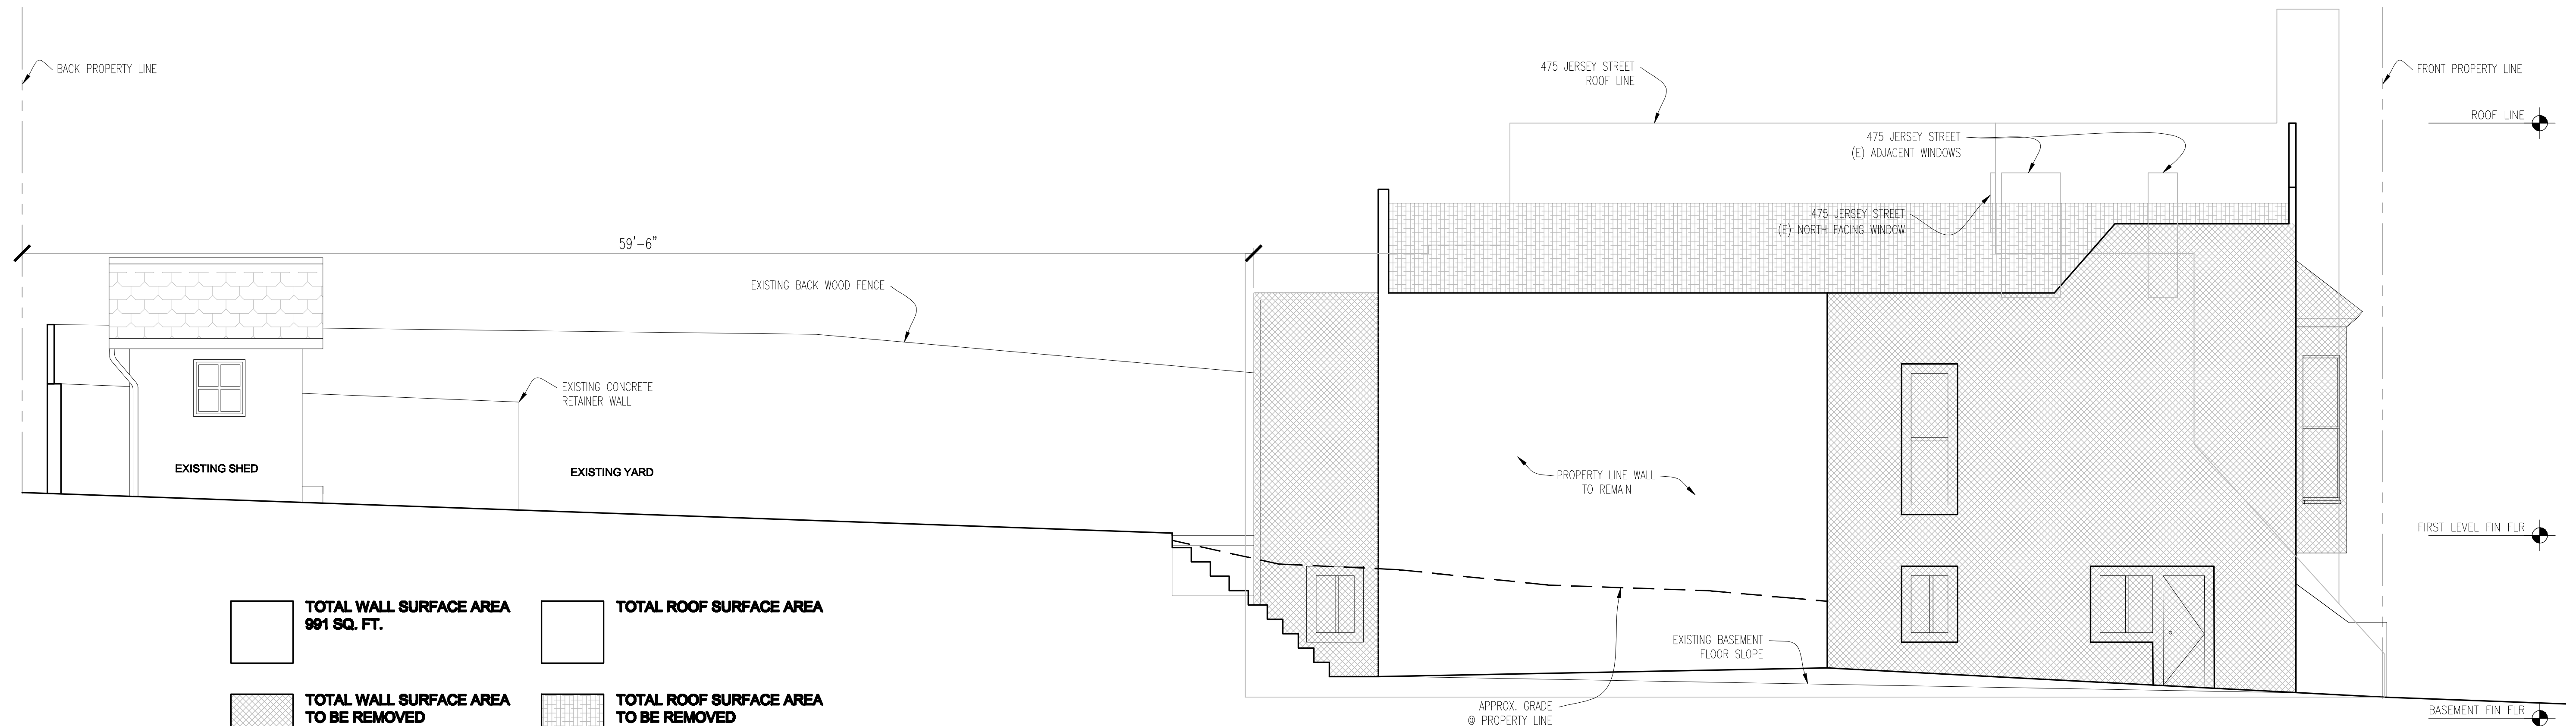 BACK PROPERTY LINE
475 JERSEY STREET
ROOF LINE
FRONT PROPERTY LINE
ROOF LINE
475 JERSEY STREET
(E) ADJACENT WINDOWS
475 JERSEY STREET
(E) NORTH FACING WINDOW
59'-6"
EXISTING BACK WOOD FENCE
EXISTING CONCRETE
RETAINER WALL
EXISTING SHED
EXISTING YARD
PROPERTY LINE WALL
TO REMAIN
FIRST LEVEL FIN FLR
TOTAL WALL SURFACE AREA
991 SQ. FT.
TOTAL ROOF SURFACE AREA
EXISTING BASEMENT
FLOOR SLOPE
TOTAL WALL SURFACE AREA
TO BE REMOVED
TOTAL ROOF SURFACE AREA
TO BE REMOVED
APPROX. GRADE
@ PROPERTY LINE
BASEMENT FIN FLR